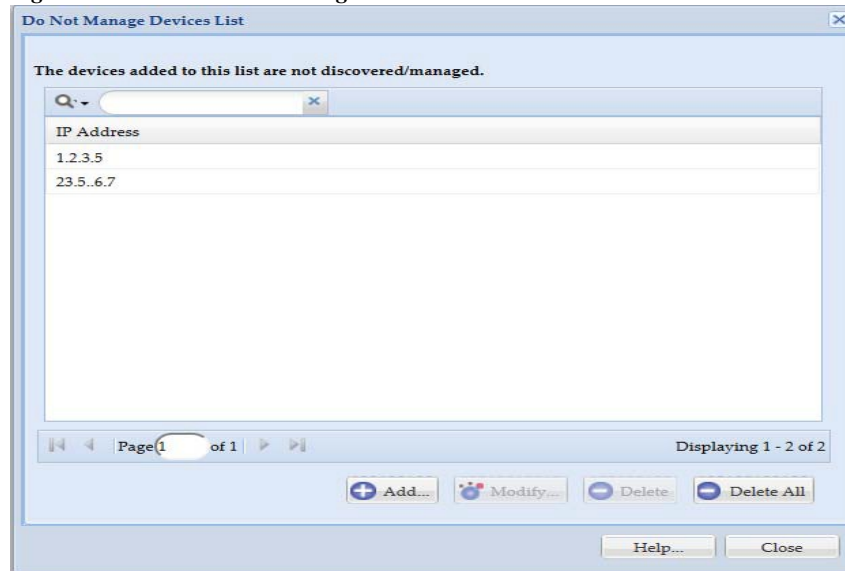 Do Not Manage Devices List
The devices added to this list are not discovered/managed.
IP Address
1.2.3.5
23.5..6.7
Page 1 of 1
Displaying 1 - 2 of 2
Add... Modify... Delete Delete All
Help... Close